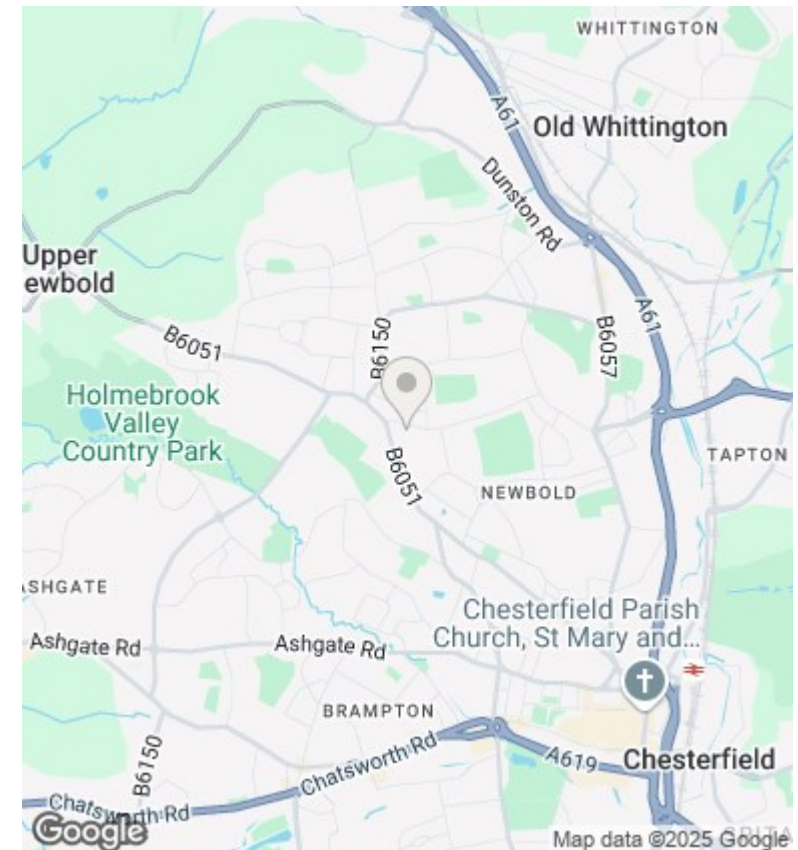 WHITTINGTON
A61
Old Whittington
Dunston Rd
Upper
ewbold
A61
B6051
B6150
B6057
Holmebrook
Valley
Country Park
TAPTON
B6051
NEWBOLD
ASHGATE
Chesterfield Parish
Church, St Mary and...
Ashgate Rd
Ashgate Rd
BRAMPTON
B6150
Chatsworth Rd
A619
Chesterfield
Chatsworth Rd
Google
Map data ©2025 Google